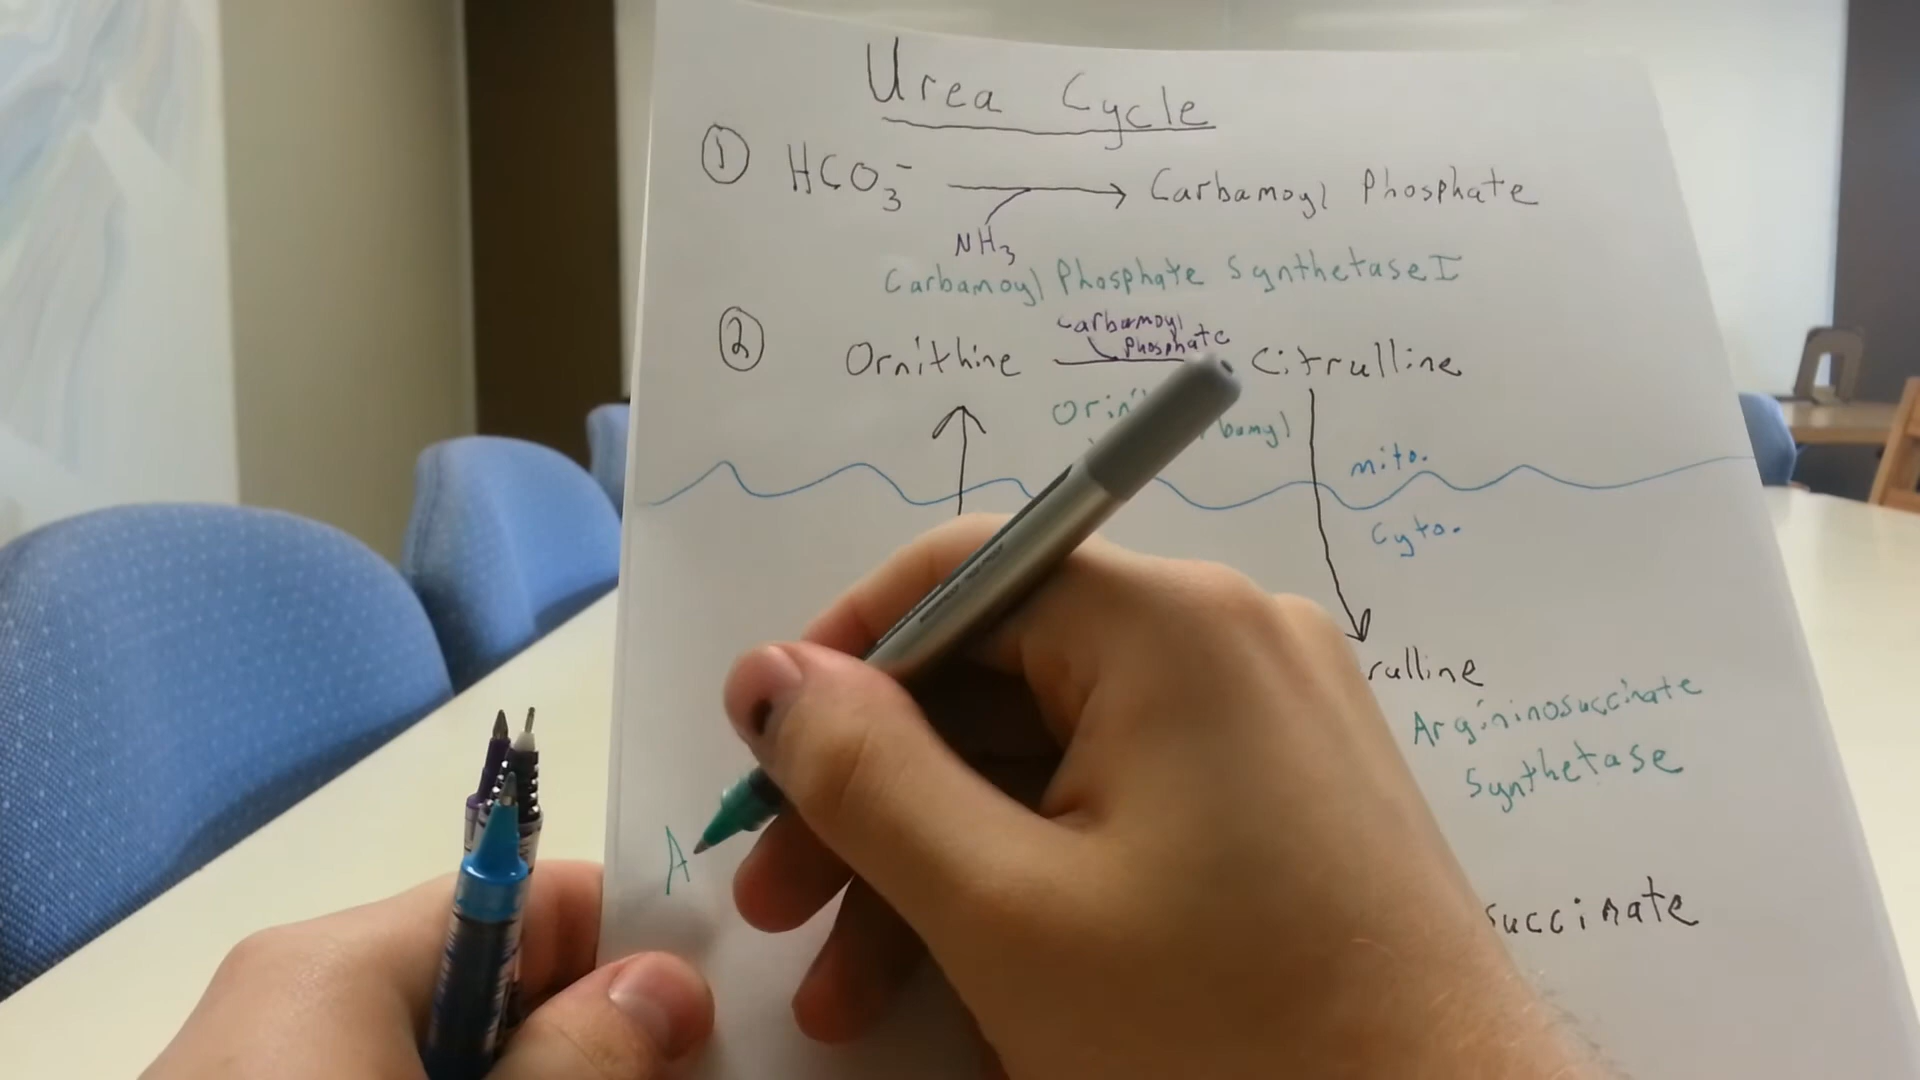 Urea Cycle
① HCO3- → Carbamoyl Phosphate
NH3
Carbamoyl Phosphate Synthetase I
② Ornithine Carbamoyl Phosphate Citrulline
bamyl
mito.
Cyto.
rulline
Argininosuccinate
Synthetase
A
succinate